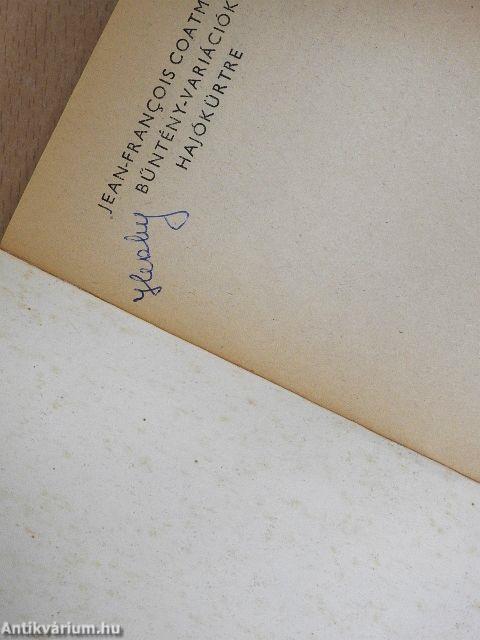 JEAN-FRANÇOIS COATM
BŰNTÉNY-VARIÁCIÓK
HAJÓKÜRTRE
Antikvárium.hu